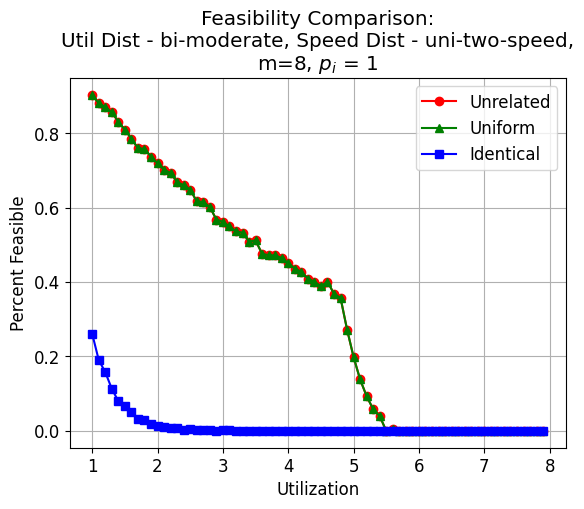 Feasibility Comparison:
Util Dist - bi-moderate, Speed Dist - uni-two-speed,
m=8, pᵢ = 1
Unrelated
Uniform
Identical
Percent Feasible
0.8
0.6
0.4
0.2
0.0
1 2 3 4 5 6 7 8
Utilization